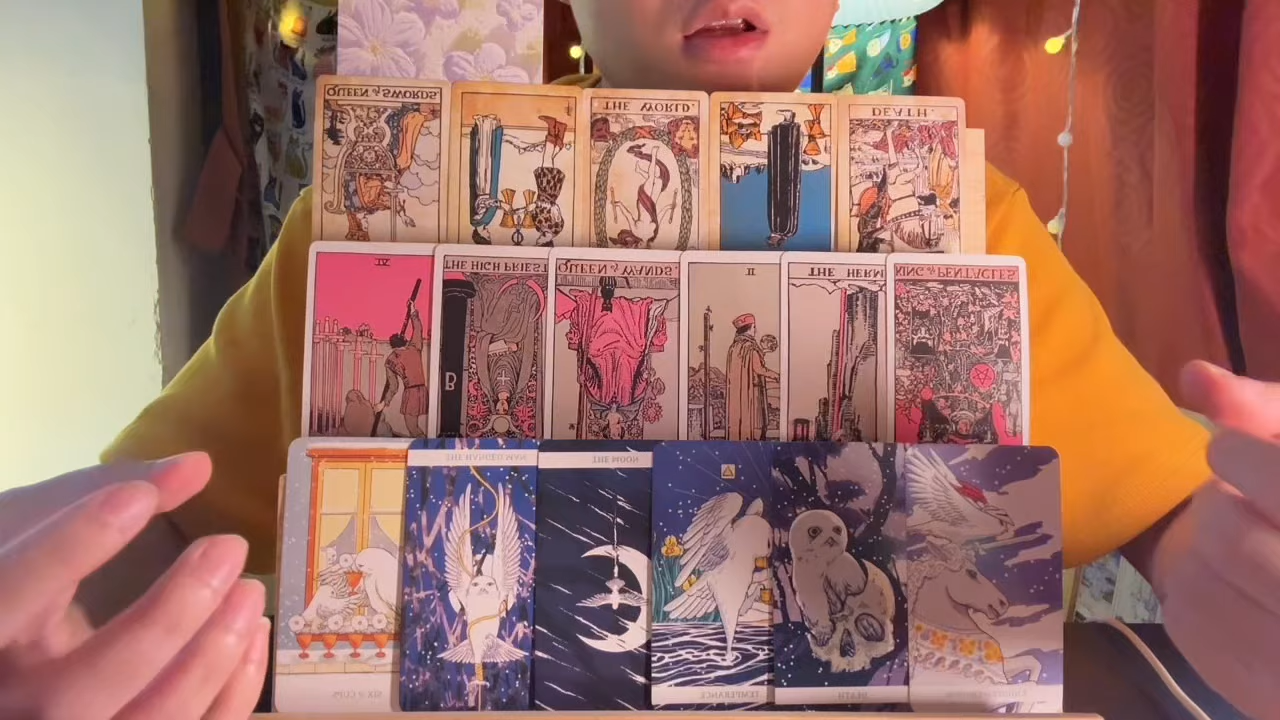 QUEEN of SWORDS.
THE WORLD.
DEATH.
THE HIGH PRIEST
B
QUEEN of WANDS.
II
THE HERM
KING of PENTACLES
THE HANGED MAN
THE MOON
SIX of CUPS
TEMPERANCE
DEATH